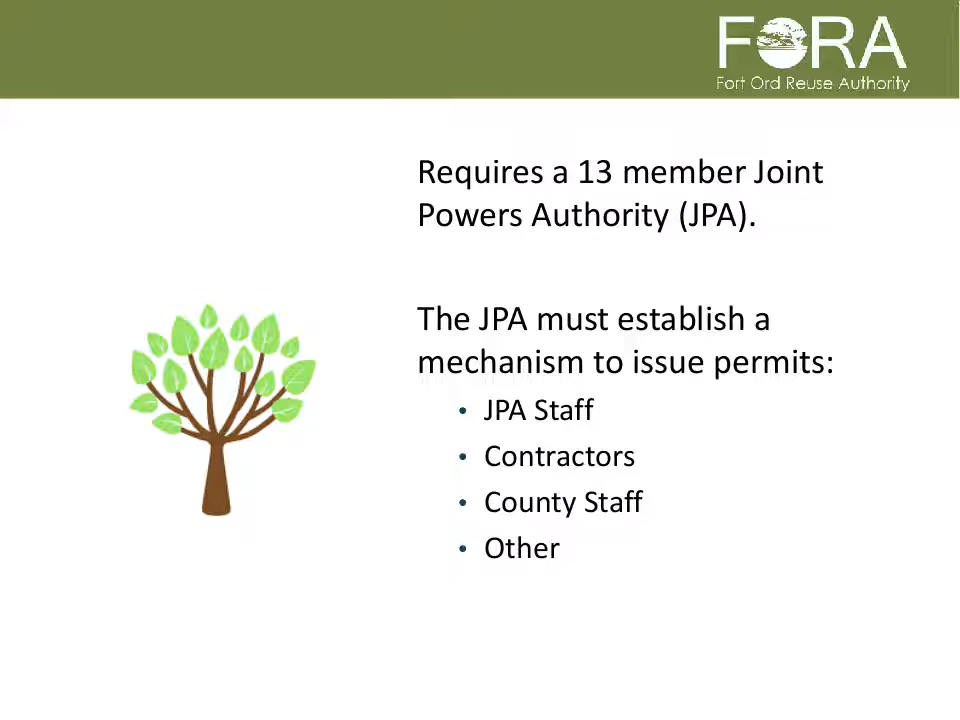 FORA
Fort Ord Reuse Authority
Requires a 13 member Joint
Powers Authority (JPA).
The JPA must establish a
mechanism to issue permits:
• JPA Staff
• Contractors
• County Staff
• Other